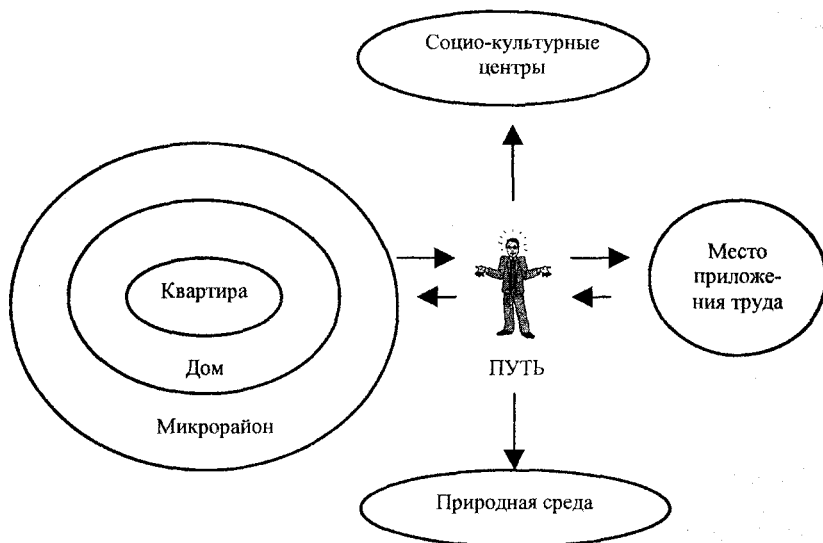 Социо-культурные
центры
Квартира
Дом
Микрорайон
ПУТЬ
Место
приложе-
ния труда
Природная среда